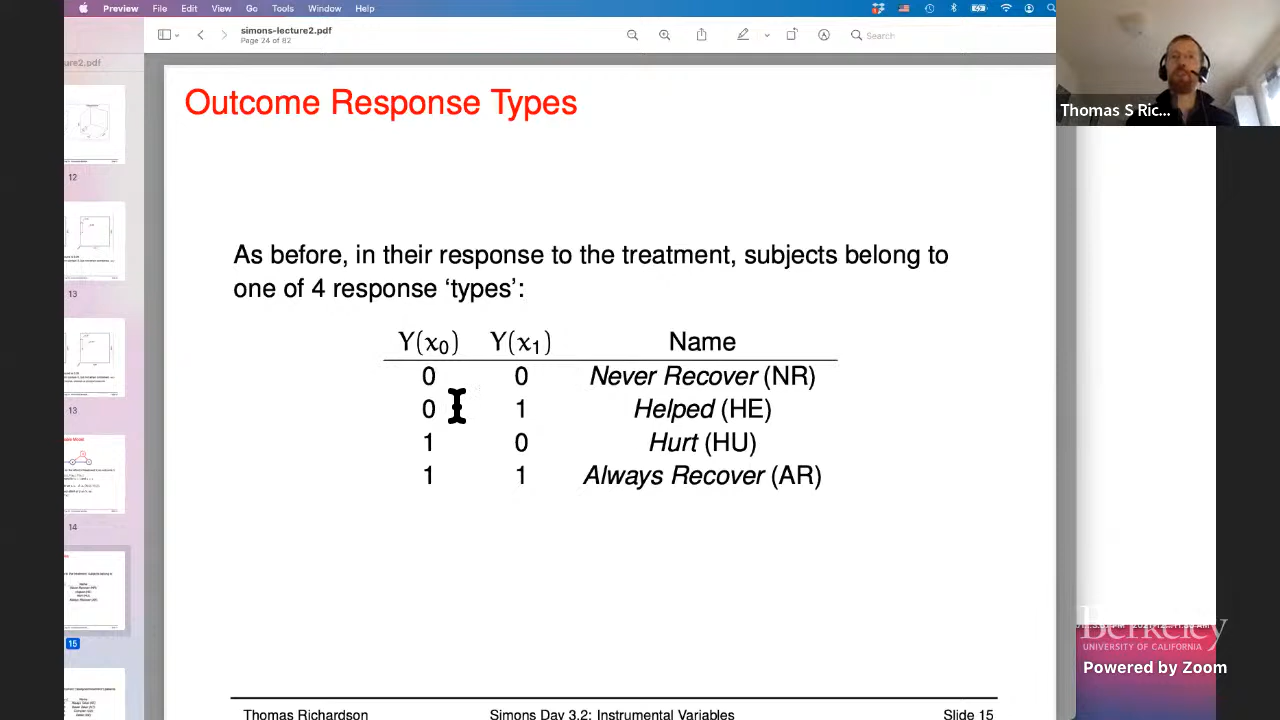 Preview File Edit Go Tools Window Help
ure2.pdf
simons-lecture2.pdf
Page 24 of 82
Search
Thomas S Ric...
Outcome Response Types
As before, in their response to the treatment, subjects belong to
one of 4 response ‘types’:
Y(x₀) Y(x₁) Name
0 0 Never Recover (NR)
0 1 Helped (HE)
1 0 Hurt (HU)
1 1 Always Recover (AR)
12
13
13
14
15
Thomas Richardson Simons Day 3.2: Instrumental Variables Slide 15
Berkeley
UNIVERSITY OF CALIFORNIA
Powered by Zoom